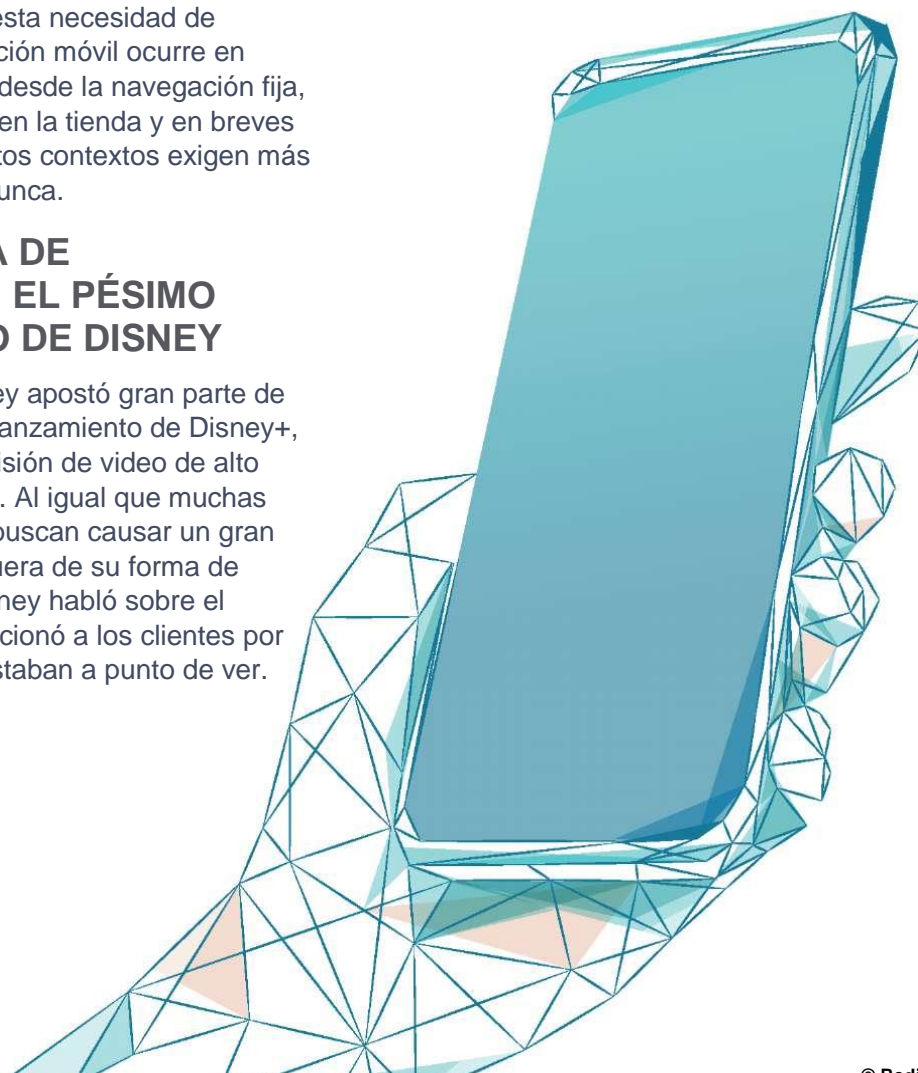 esta necesidad de
ción móvil ocurre en
desde la navegación fija,
en la tienda y en breves
tos contextos exigen más
unca.
A DE
EL PÉSIMO
O DE DISNEY
ey apostó gran parte de
anzamiento de Disney+,
isión de video de alto
. Al igual que muchas
buscan causar un gran
uera de su forma de
ney habló sobre el
cionó a los clientes por
staban a punto de ver.